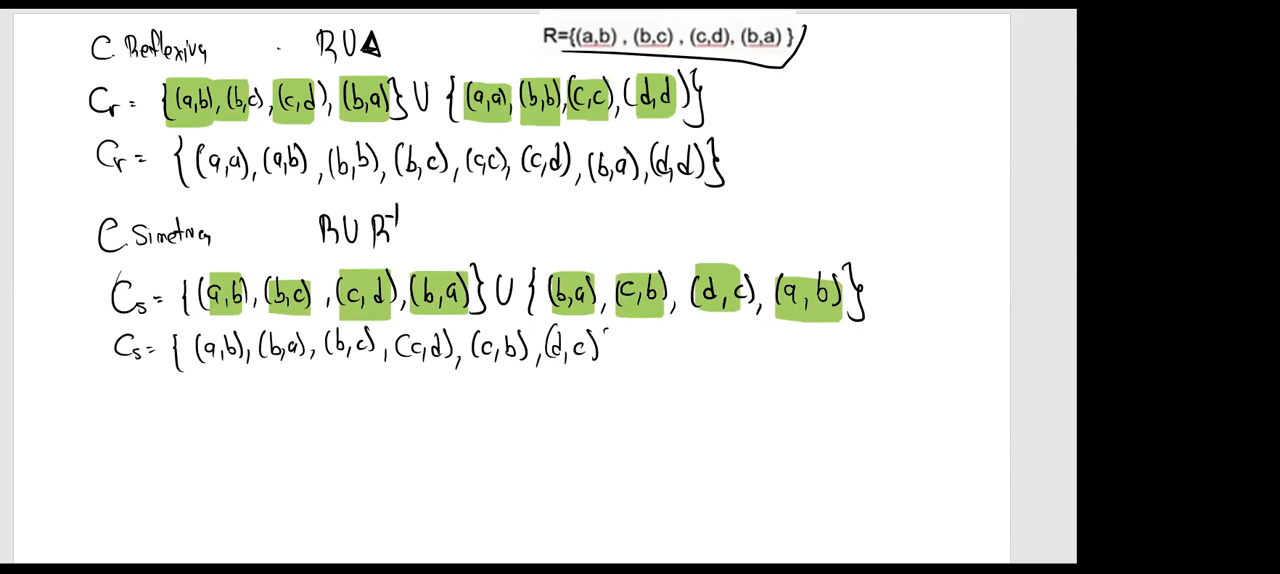 C Reflexiva R U Δ R={(a,b) , (b,c) , (c,d), (b,a) }
Cr = {(a,b), (b,c), (c,d), (b,a)} U {(a,a), (b,b), (c,c), (d,d)}
Cr = {(a,a), (a,b), (b,b), (b,c), (c,c), (c,d), (b,a), (d,d)}
C. Simetrica R U R⁻¹
Cs = {(a,b), (b,c), (c,d), (b,a)} U {(b,a), (c,b), (d,c), (a,b)}
Cs = { (a,b), (b,a), (b,c), (c,d), (c,b), (d,c)